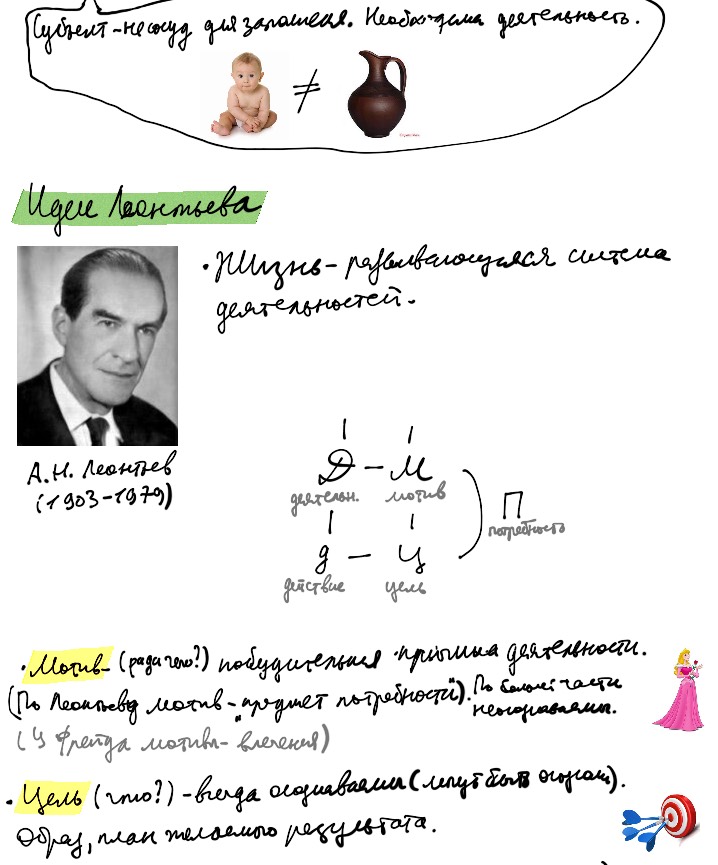 Субъект - не сосуд для заполнения. Необходима деятельность.
≠
Идеи Леонтьева
• Жизнь - развивающаяся система
деятельностей.
А.Н. Леонтьев
(1903-1979)
Д - М
деятельн. мотив
П
потребность
д - ц
действие цель
• Мотив - (ради чего?) побудительная причина деятельности.
(По Леонтьеву мотив - "предмет потребности"). По большей части
неосознаваемы.
(У Фрейда мотивы - влечения)
• Цель (что?) - всегда осознаваемы (могут быть осознаны).
Образ, план желаемого результата.